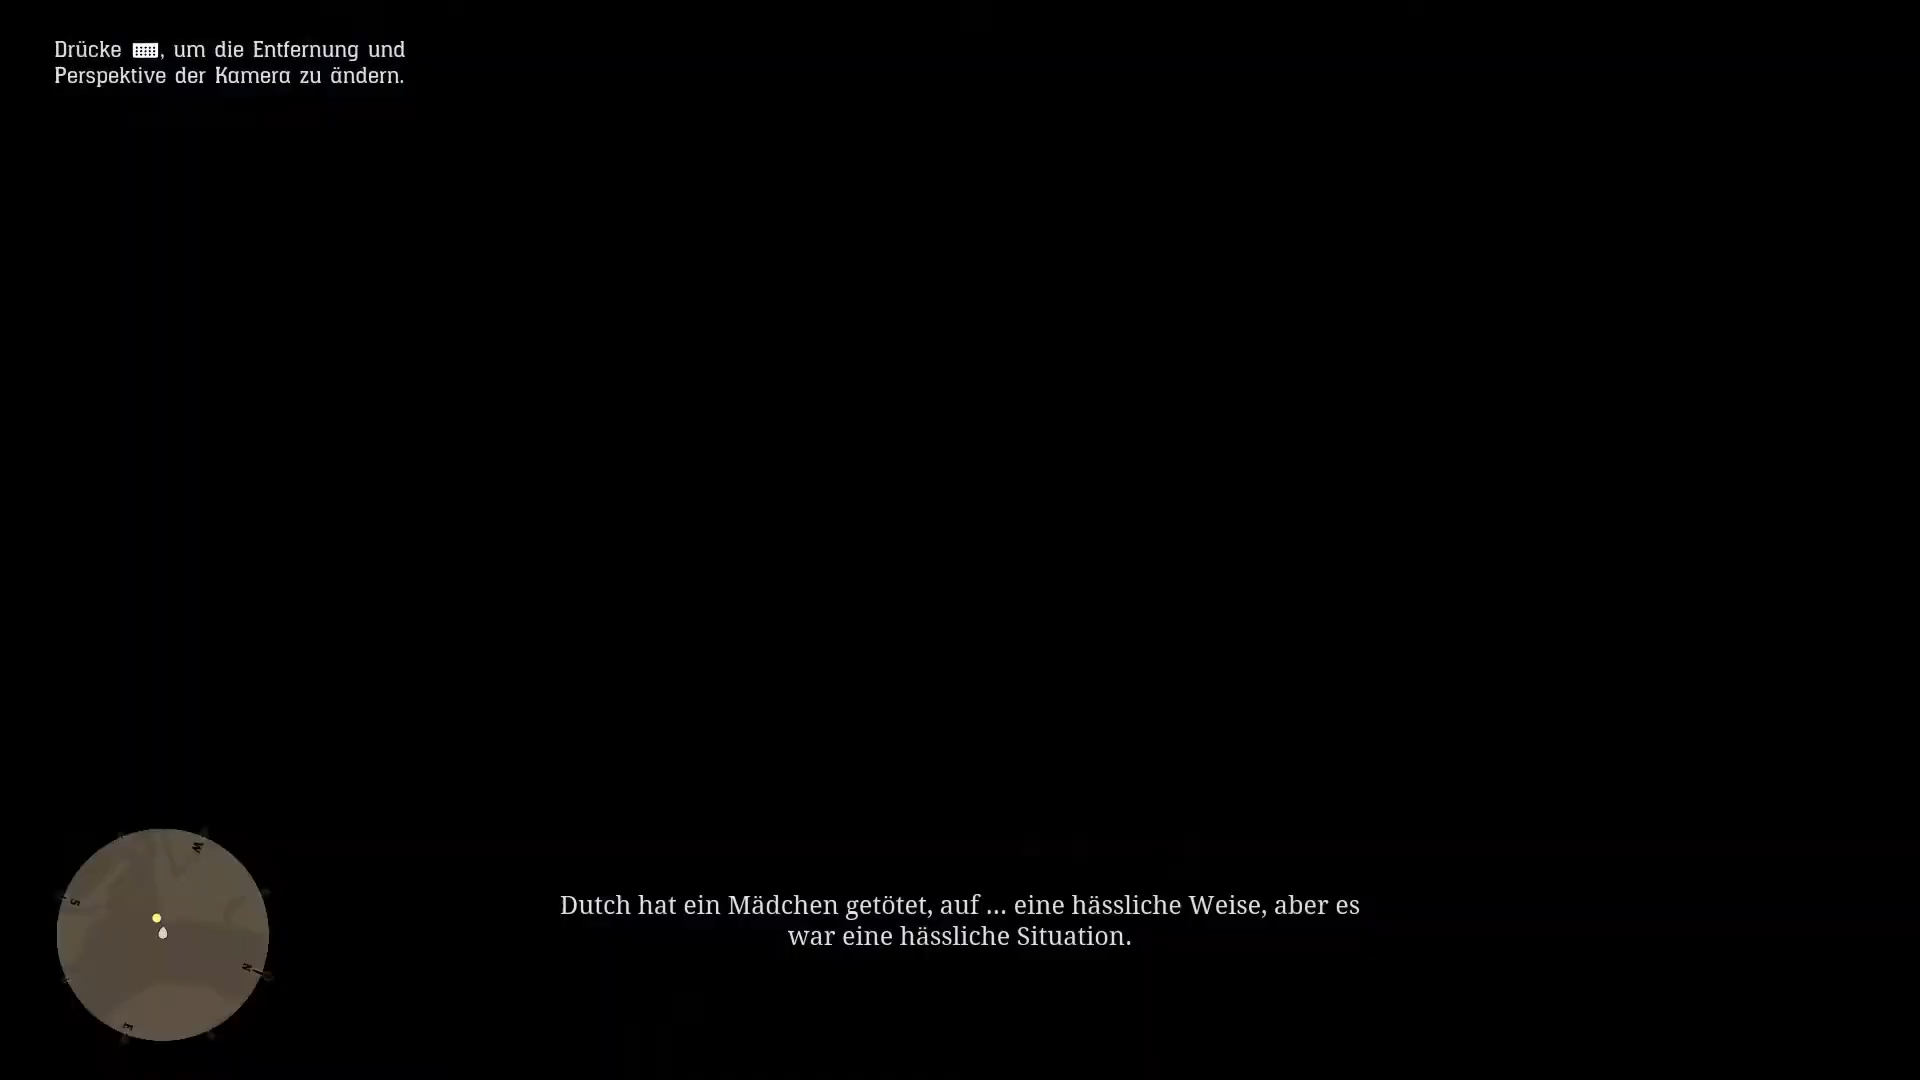 Drücke , um die Entfernung und
Perspektive der Kamera zu ändern.
W
S
N
E
Dutch hat ein Mädchen getötet, auf ... eine hässliche Weise, aber es
war eine hässliche Situation.